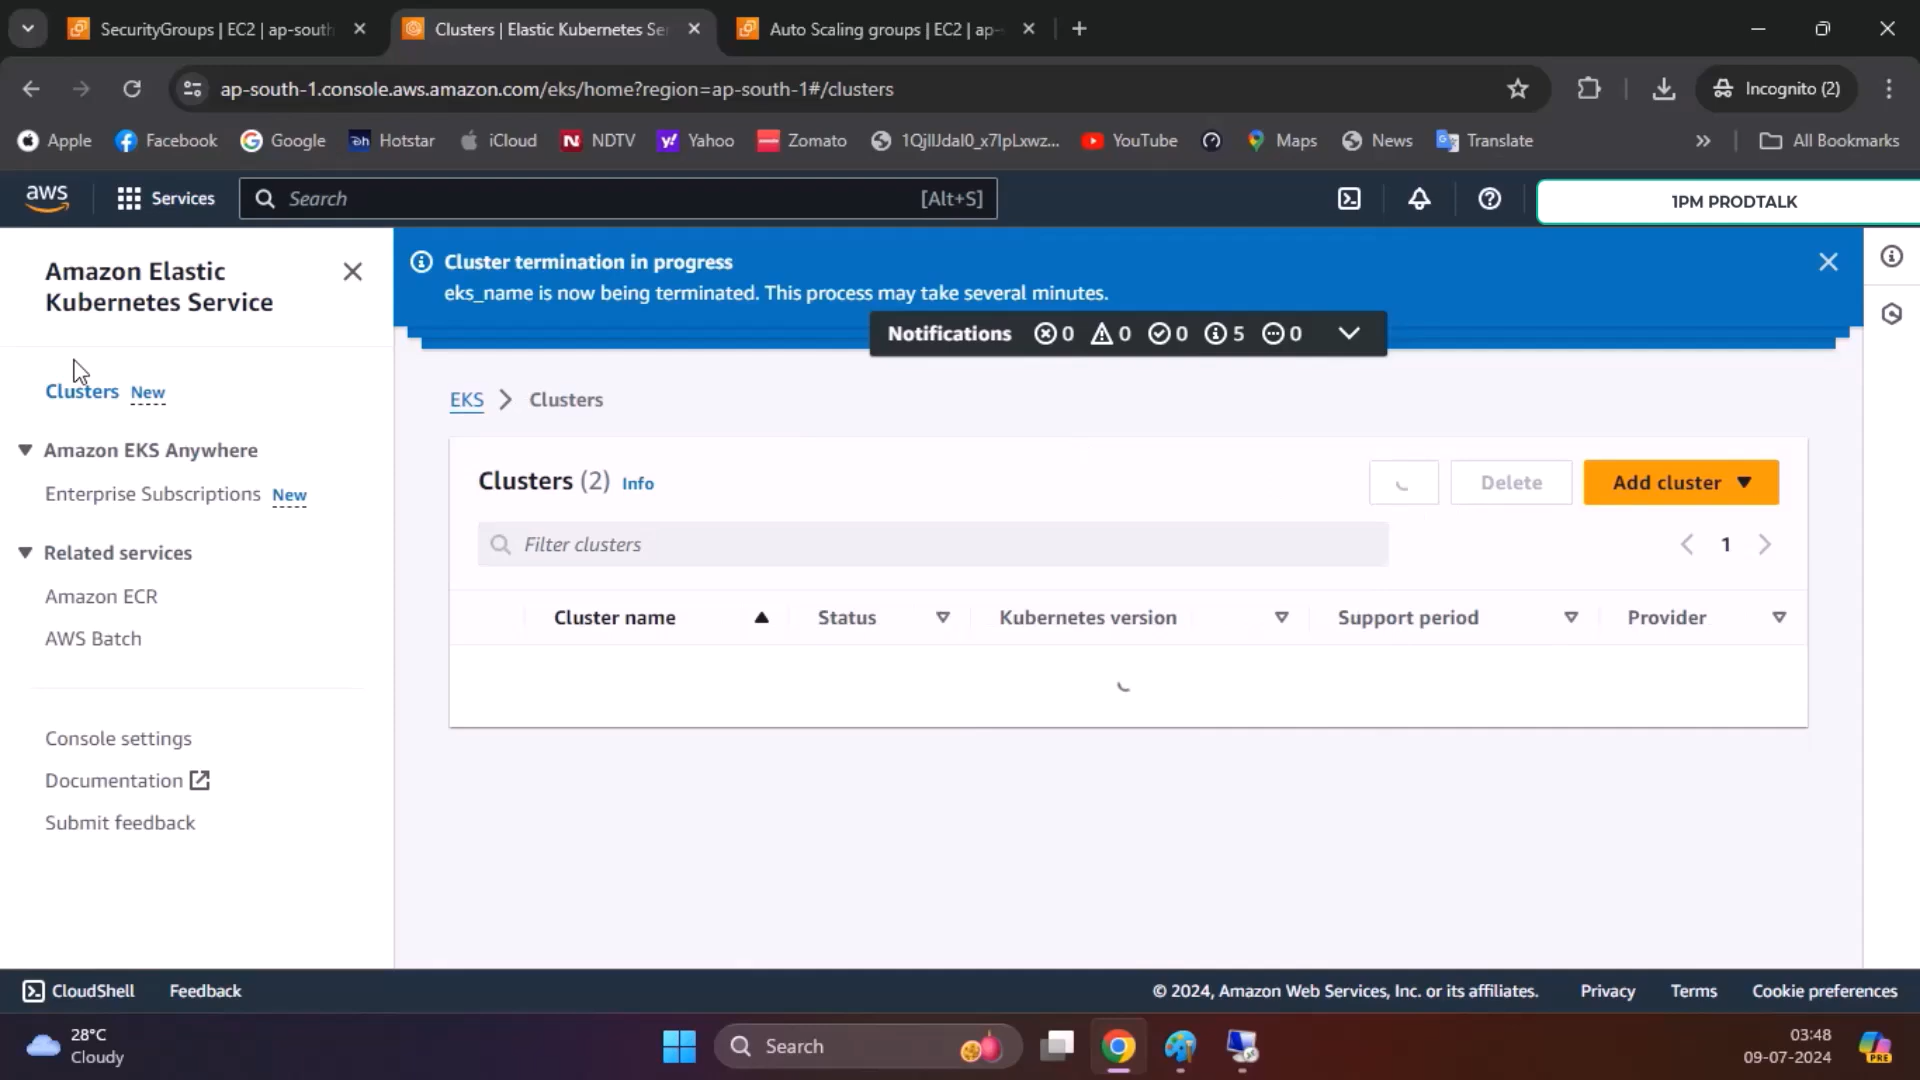 SecurityGroups | EC2 | ap-south
Clusters | Elastic Kubernetes Ser
Auto Scaling groups | EC2 | ap-
ap-south-1.console.aws.amazon.com/eks/home?region=ap-south-1#/clusters
Incognito (2)
Apple
Facebook
Google
Hotstar
iCloud
NDTV
Yahoo
Zomato
YouTube
Maps
News
Translate
All Bookmarks
aws
Services
Search
[Alt+S]
1PM PRODTALK
Amazon Elastic
Kubernetes Service
Clusters New
Amazon EKS Anywhere
Enterprise Subscriptions New
Related services
Amazon ECR
AWS Batch
Console settings
Documentation
Submit feedback
Cluster termination in progress
eks_name is now being terminated. This process may take several minutes.
Notifications 0 0 0 5 0
EKS > Clusters
Clusters (2) Info
Delete
Add cluster
Filter clusters
1
Cluster name Status Kubernetes version Support period Provider
CloudShell
Feedback
© 2024, Amazon Web Services, Inc. or its affiliates.
Privacy
Terms
Cookie preferences
28°C
Cloudy
Search
03:48
09-07-2024
PRE